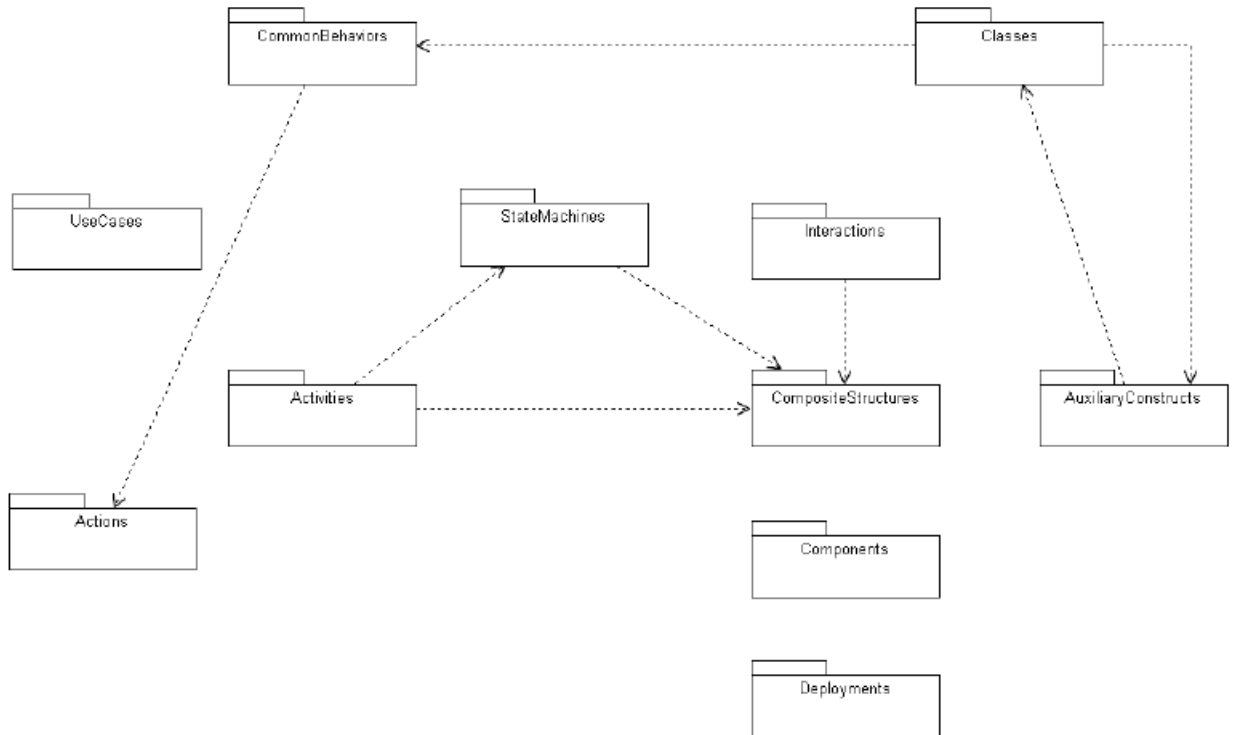 CommonBehaviors
Classes
UseCases
StateMachines
Interactions
Activities
CompositeStructures
AuxiliaryConstructs
Actions
Components
Deployments